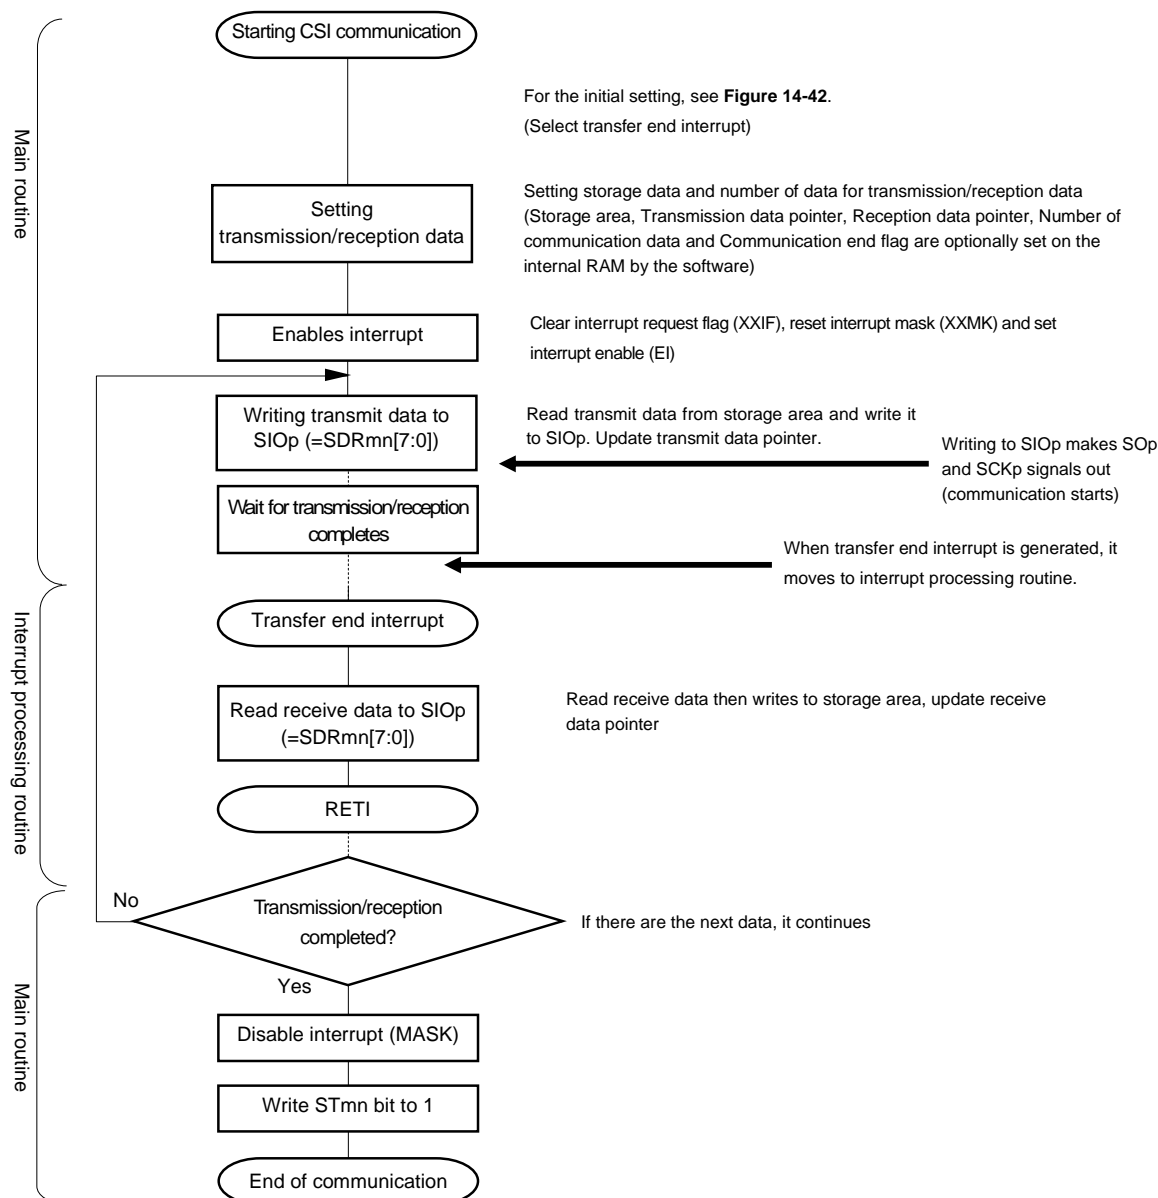 Starting CSI communication
For the initial setting, see Figure 14-42.
(Select transfer end interrupt)
Main routine
Setting
transmission/reception data
Setting storage data and number of data for transmission/reception data
(Storage area, Transmission data pointer, Reception data pointer, Number of
communication data and Communication end flag are optionally set on the
internal RAM by the software)
Enables interrupt
Clear interrupt request flag (XXIF), reset interrupt mask (XXMK) and set
interrupt enable (EI)
Writing transmit data to
SIOp (=SDRmn[7:0])
Read transmit data from storage area and write it
to SIOp. Update transmit data pointer.
Writing to SIOp makes SOp
and SCKp signals out
(communication starts)
Wait for transmission/reception
completes
When transfer end interrupt is generated, it
moves to interrupt processing routine.
Interrupt processing routine
Transfer end interrupt
Read receive data to SIOp
(=SDRmn[7:0])
Read receive data then writes to storage area, update receive
data pointer
RETI
No
Transmission/reception
completed?
If there are the next data, it continues
Yes
Main routine
Disable interrupt (MASK)
Write STmn bit to 1
End of communication